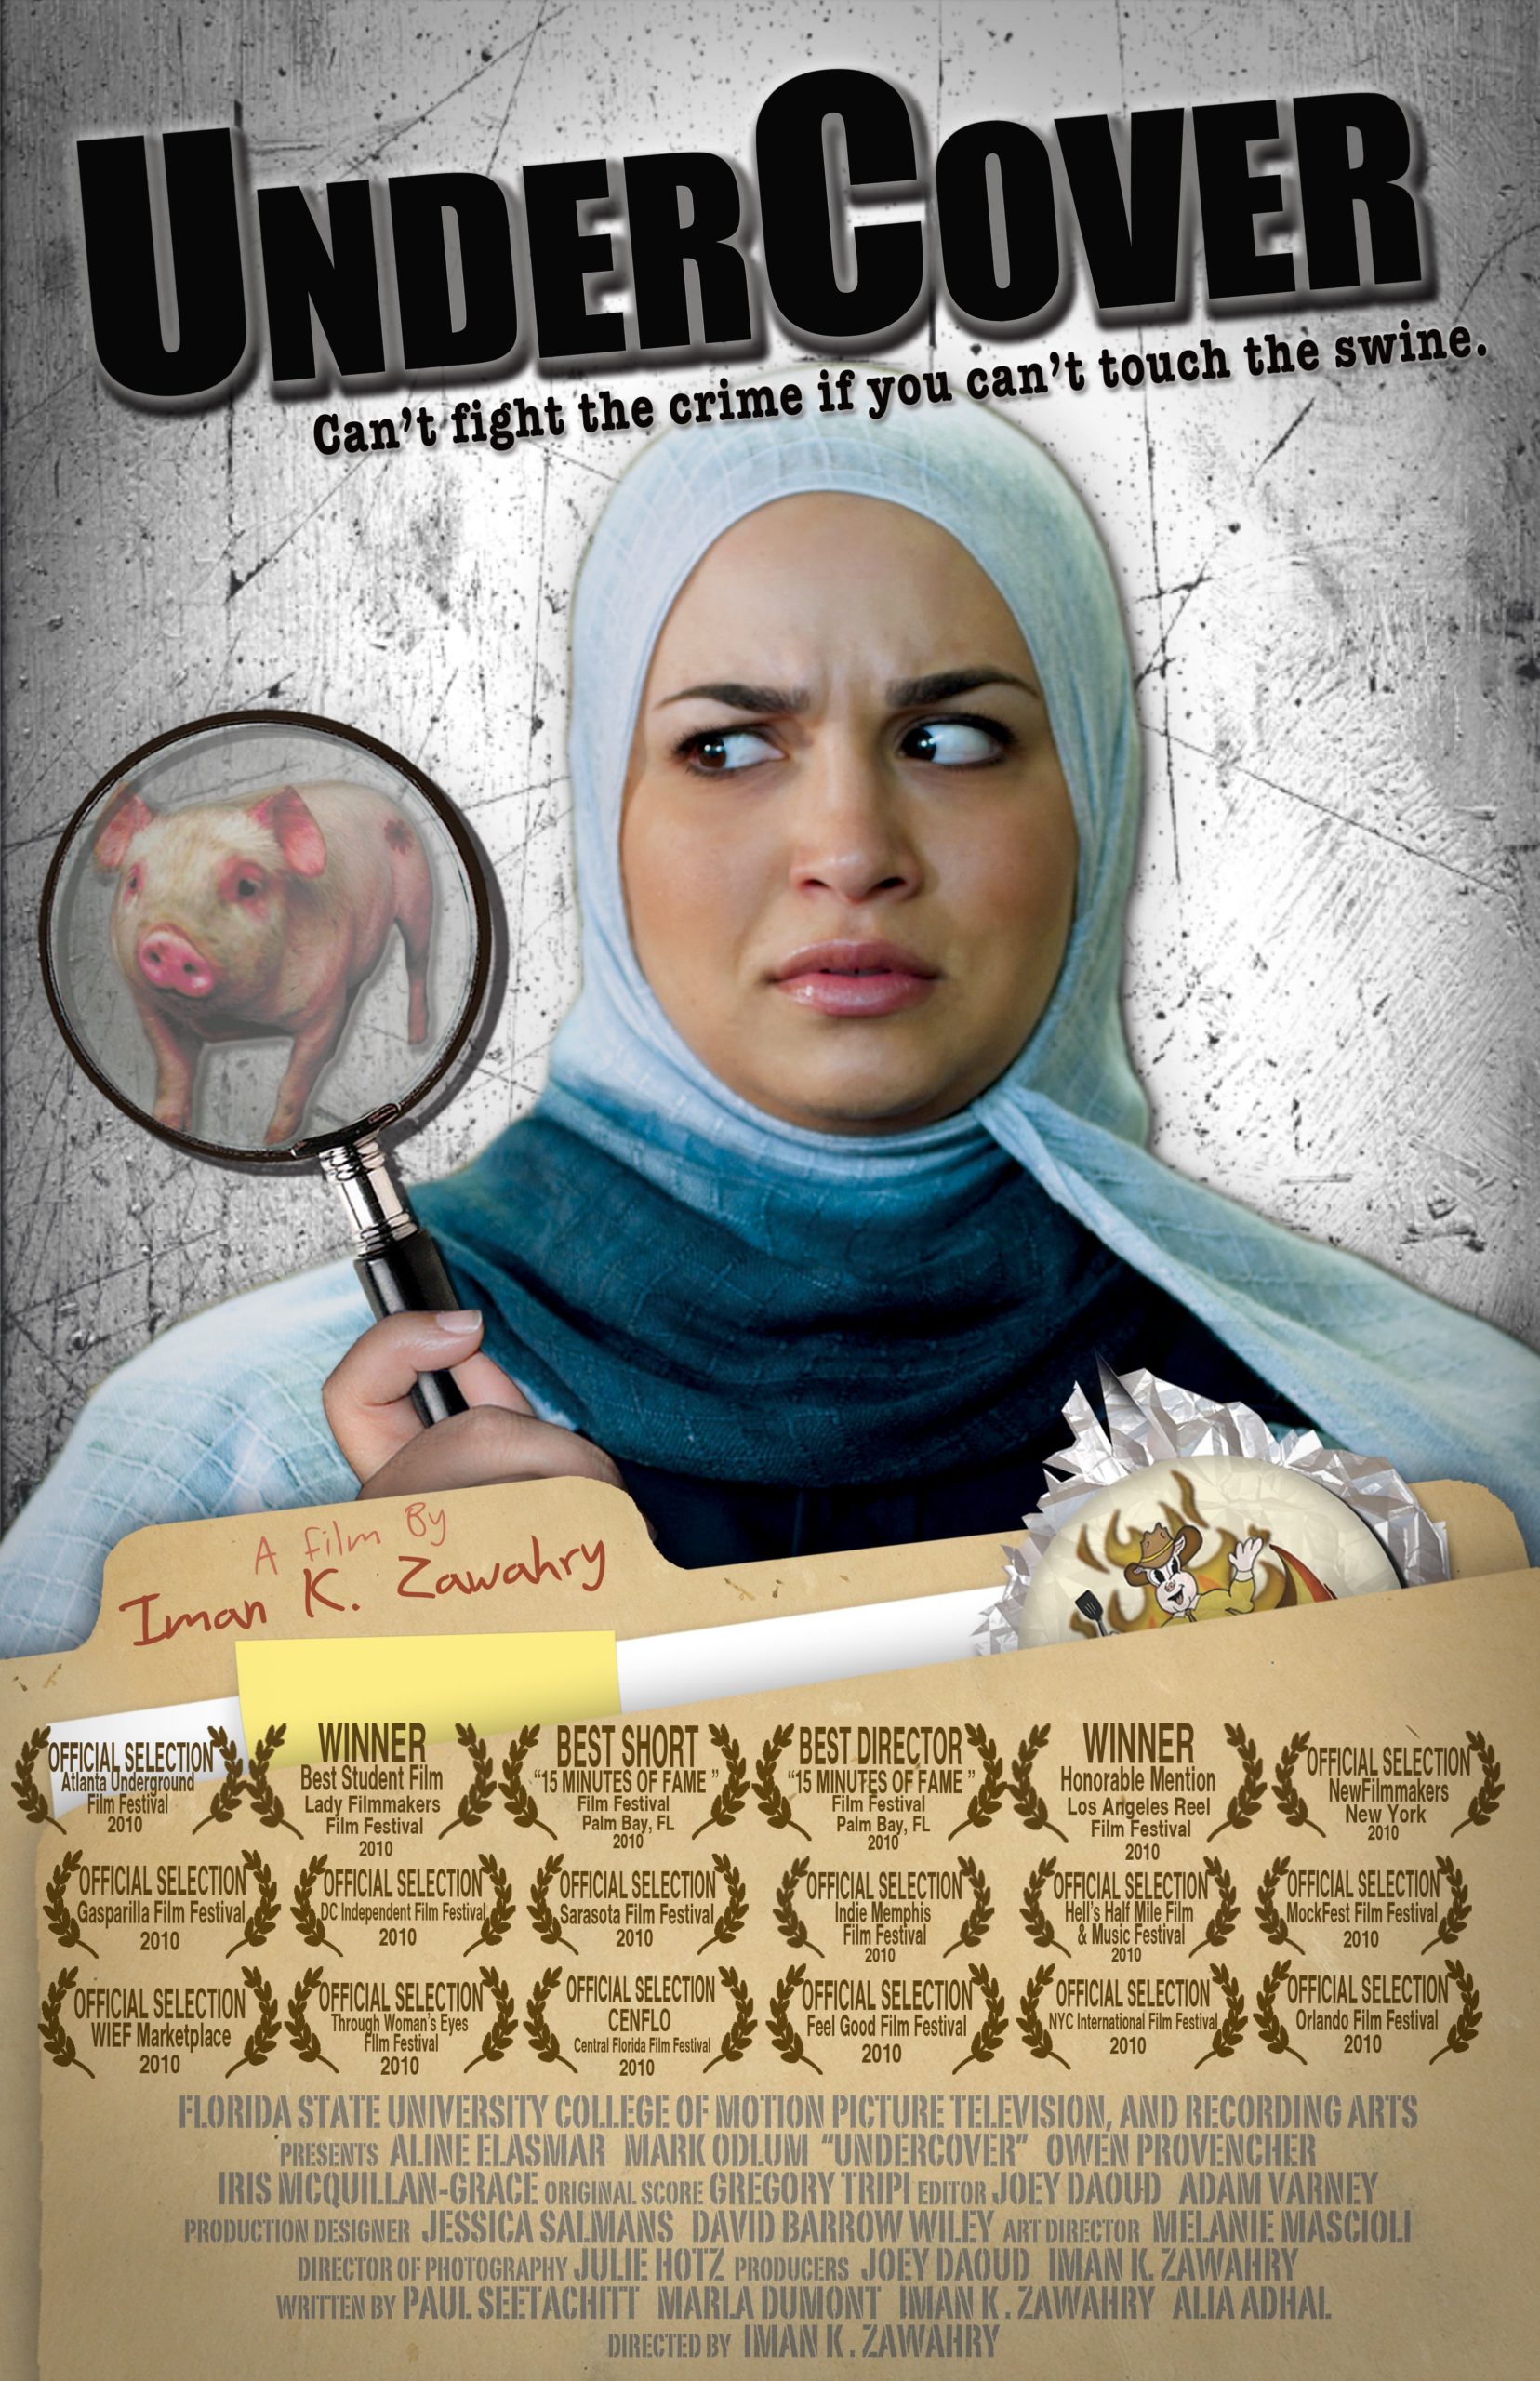 UNDERCOVER
Can't fight the crime if you can't touch the swine.
A film By
Iman K. Zawahry
OFFICIAL SELECTION
Atlanta Underground
Film Festival
2010
WINNER
Best Student Film
Lady Filmmakers
Film Festival
2010
BEST SHORT
"15 MINUTES OF FAME"
Film Festival
Palm Bay, FL
2010
BEST DIRECTOR
"15 MINUTES OF FAME"
Film Festival
Palm Bay, FL
2010
WINNER
Honorable Mention
Los Angeles Reel
Film Festival
2010
OFFICIAL SELECTION
NewFilmmakers
New York
2010
OFFICIAL SELECTION
Gasparilla Film Festival
2010
OFFICIAL SELECTION
DC Independent Film Festival
2010
OFFICIAL SELECTION
Sarasota Film Festival
2010
OFFICIAL SELECTION
Indie Memphis
Film Festival
2010
OFFICIAL SELECTION
Hell's Half Mile Film
& Music Festival
2010
OFFICIAL SELECTION
MockFest Film Festival
2010
OFFICIAL SELECTION
WIEF Marketplace
2010
OFFICIAL SELECTION
Through Woman's Eyes
Film Festival
2010
OFFICIAL SELECTION
CENFLO
Central Florida Film Festival
2010
OFFICIAL SELECTION
Feel Good Film Festival
2010
OFFICIAL SELECTION
NYC International Film Festival
2010
OFFICIAL SELECTION
Orlando Film Festival
2010
FLORIDA STATE UNIVERSITY COLLEGE OF MOTION PICTURE TELEVISION, AND RECORDING ARTS
PRESENTS ALINE ELASMAR MARK ODLUM "UNDERCOVER" OWEN PROVENCHER
IRIS MCQUILLAN-GRACE ORIGINAL SCORE GREGORY TRIPI EDITOR JOEY DAOUD ADAM VARNEY
PRODUCTION DESIGNER JESSICA SALMANS DAVID BARROW WILEY ART DIRECTOR MELANIE MASCIOLI
DIRECTOR OF PHOTOGRAPHY JULIE HOTZ PRODUCERS JOEY DAOUD IMAN K. ZAWAHRY
WRITTEN BY PAUL SEETACHITT MARLA DUMONT IMAN K. ZAWAHRY ALIA ADHAL
DIRECTED BY IMAN K. ZAWAHRY